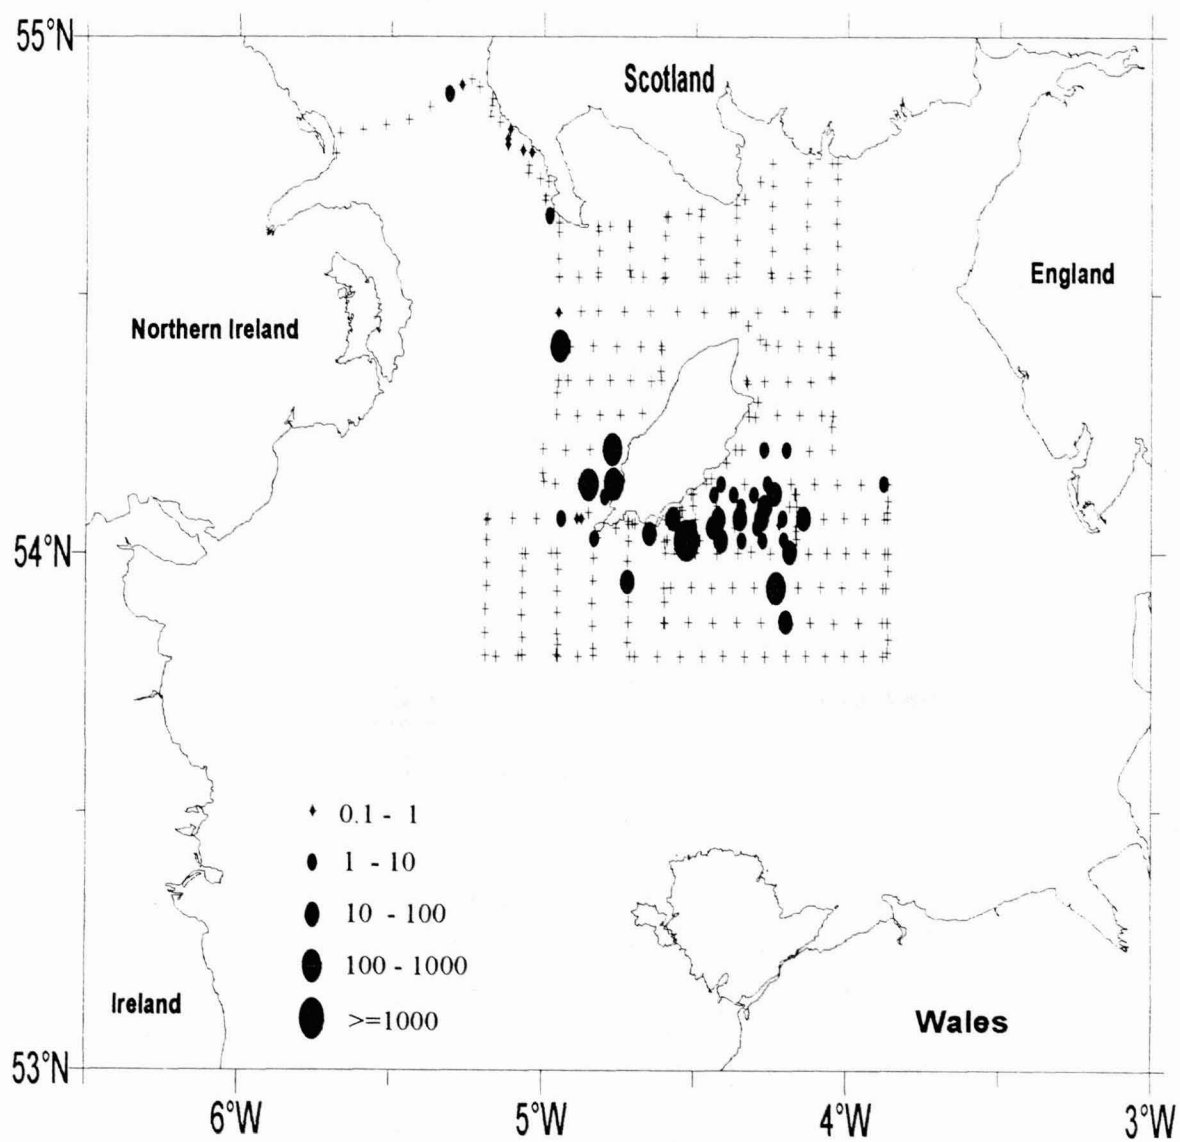 55°N
Scotland
England
Northern Ireland
54°N
0.1 - 1
1 - 10
10 - 100
100 - 1000
>=1000
Ireland
Wales
53°N
6°W 5°W 4°W 3°W